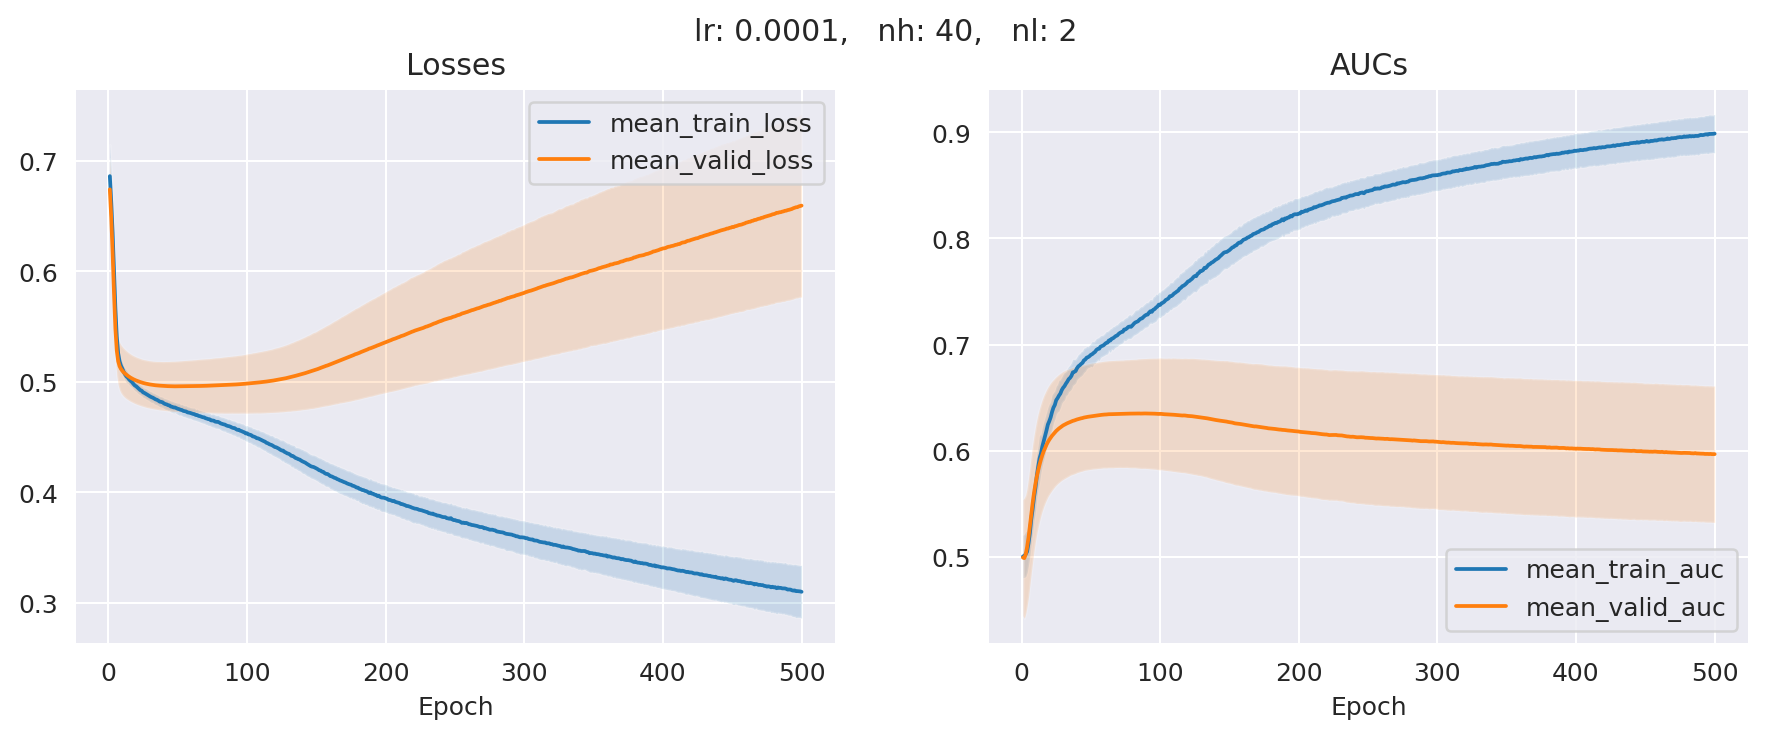 lr: 0.0001,   nh: 40,   nl: 2
Losses
0.7
0.6
0.5
0.4
0.3
mean_train_loss
mean_valid_loss
0
100
200
300
400
500
Epoch
AUCs
0.9
0.8
0.7
0.6
0.5
mean_train_auc
mean_valid_auc
0
100
200
300
400
500
Epoch